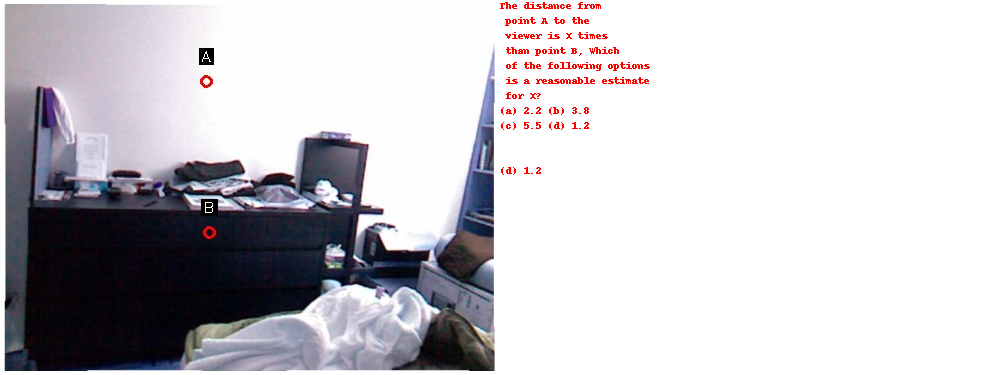 A
B
The distance from
point A to the
viewer is X times
than point B, Which
of the following options
is a reasonable estimate
for X?
(a) 2.2 (b) 3.8
(c) 5.5 (d) 1.2
(d) 1.2